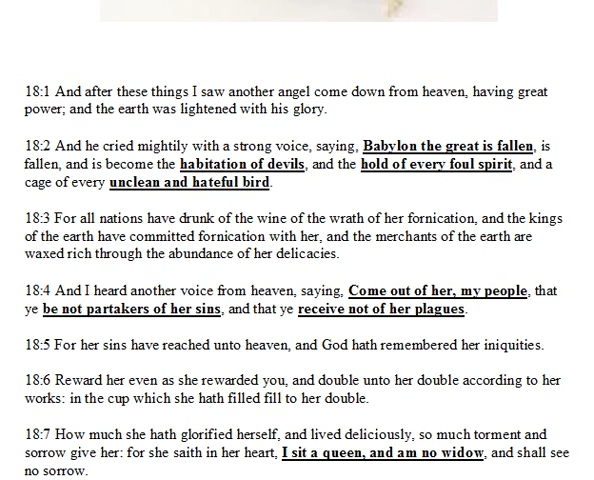 18:1 And after these things I saw another angel come down from heaven, having great
power; and the earth was lightened with his glory.
18:2 And he cried mightily with a strong voice, saying, Babylon the great is fallen, is
fallen, and is become the habitation of devils, and the hold of every foul spirit, and a
cage of every unclean and hateful bird.
18:3 For all nations have drunk of the wine of the wrath of her fornication, and the kings
of the earth have committed fornication with her, and the merchants of the earth are
waxed rich through the abundance of her delicacies.
18:4 And I heard another voice from heaven, saying, Come out of her, my people, that
ye be not partakers of her sins, and that ye receive not of her plagues.
18:5 For her sins have reached unto heaven, and God hath remembered her iniquities.
18:6 Reward her even as she rewarded you, and double unto her double according to her
works: in the cup which she hath filled fill to her double.
18:7 How much she hath glorified herself, and lived deliciously, so much torment and
sorrow give her: for she saith in her heart, I sit a queen, and am no widow, and shall see
no sorrow.